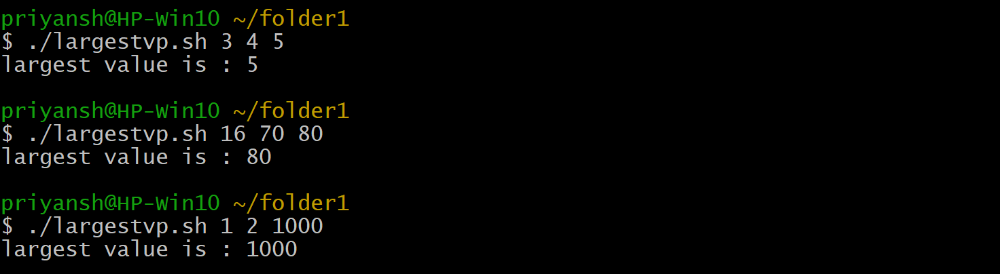 priyansh@HP-Win10 ~/folder1
$ ./largestvp.sh 3 4 5
largest value is : 5
priyansh@HP-Win10 ~/folder1
$ ./largestvp.sh 16 70 80
largest value is : 80
priyansh@HP-Win10 ~/folder1
$ ./largestvp.sh 1 2 1000
largest value is : 1000